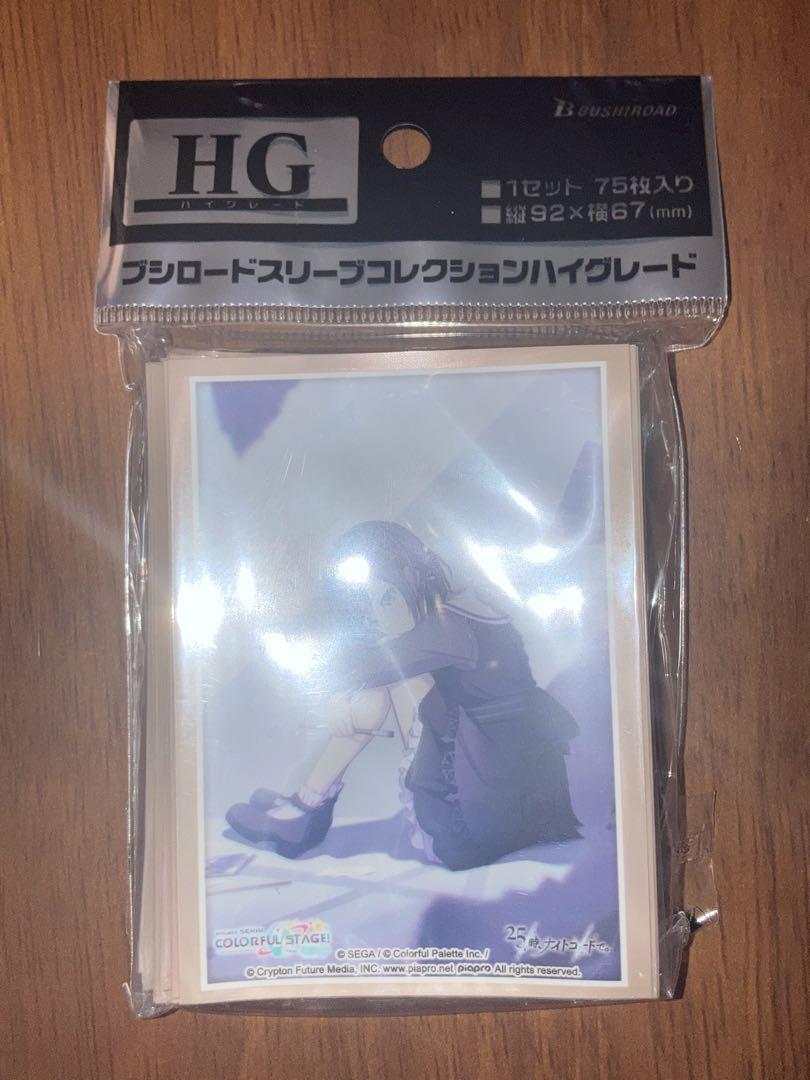 HG
ハイグレード
BUSHIROAD
■1セット 75枚入り
■縦92×横67(mm)
ブシロードスリーブコレクションハイグレード
COLORFUL STAGE!
25時、ナイトコードで。
© SEGA / © Colorful Palette Inc. /
© Crypton Future Media, INC. www.piapro.net piapro All rights reserved.